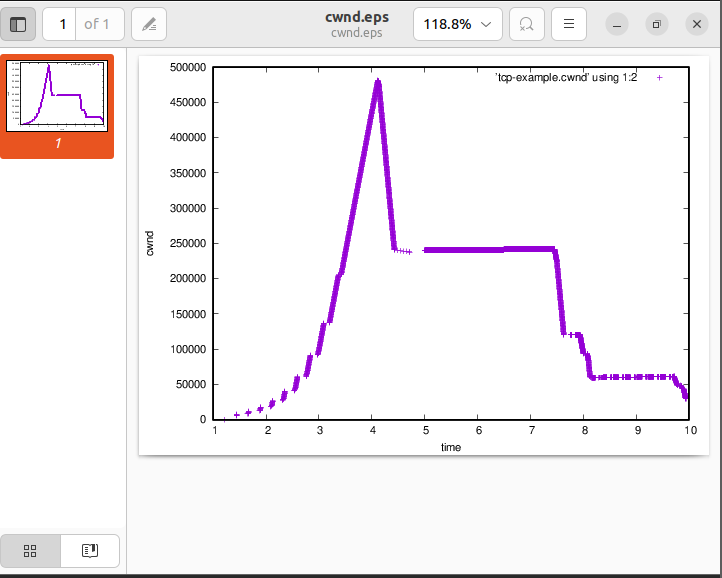 cwnd.eps
cwnd.eps
1 of 1
118.8%
1
500000
450000
400000
350000
300000
250000
200000
150000
100000
50000
0
1 2 3 4 5 6 7 8 9 10
cwnd
time
`tcp-example.cwnd' using 1:2